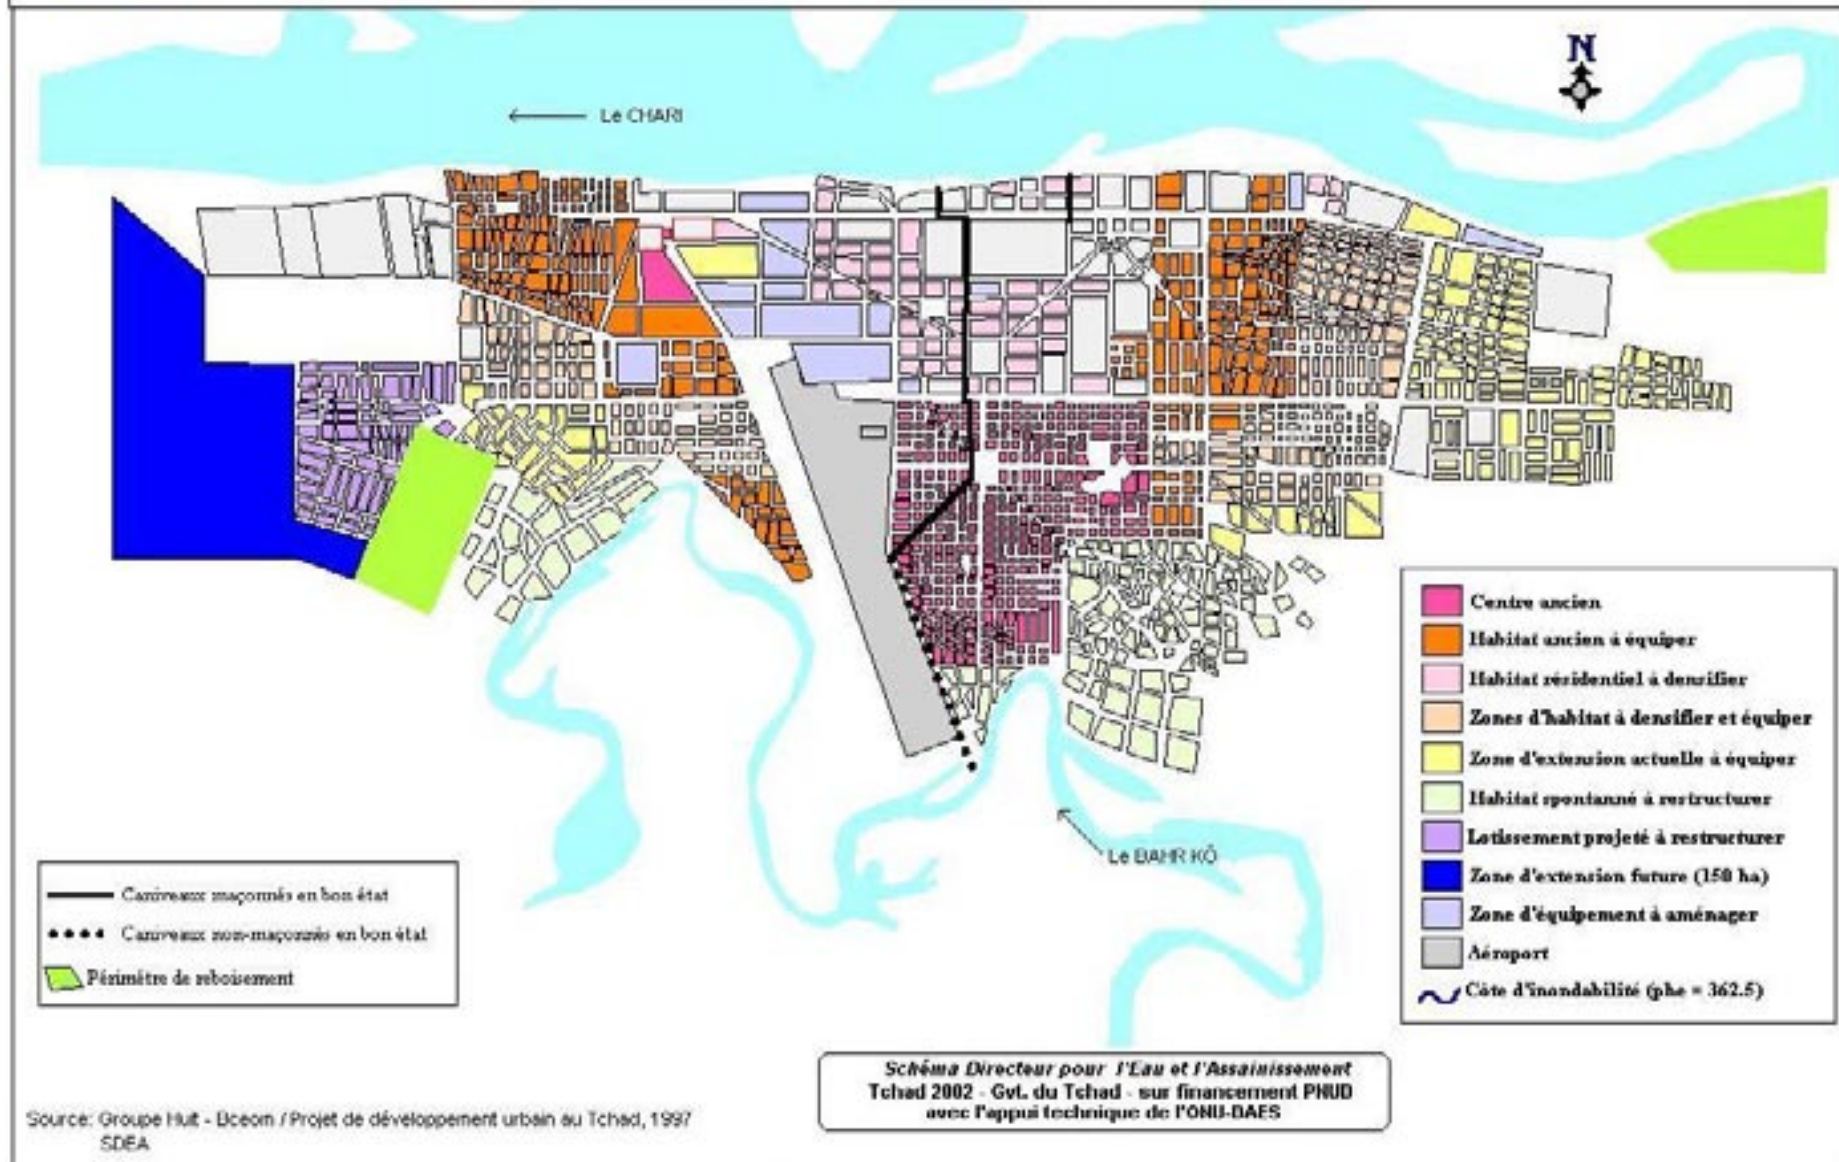 N
Le CHARI
Le BAHR KÔ
Centre ancien
Habitat ancien à équiper
Habitat résidentiel à densifier
Zones d'habitat à densifier et équiper
Zone d'extension actuelle à équiper
Habitat spontanné à restructurer
Lotissement projeté à restructurer
Zone d'extension future (150 ha)
Zone d'équipement à aménager
Aéroport
Côte d'inondabilité (phe = 362.5)
Caniveaux maçonnés en bon état
Caniveaux non-maçonnés en bon état
Périmètre de reboisement
Schéma Directeur pour l'Eau et l'Assainissement
Tchad 2002 - Gvt. du Tchad - sur financement PNUD
avec l'appui technique de l'ONU-DAES
Source: Groupe Huit - Bceom / Projet de développement urbain au Tchad, 1997
SDEA